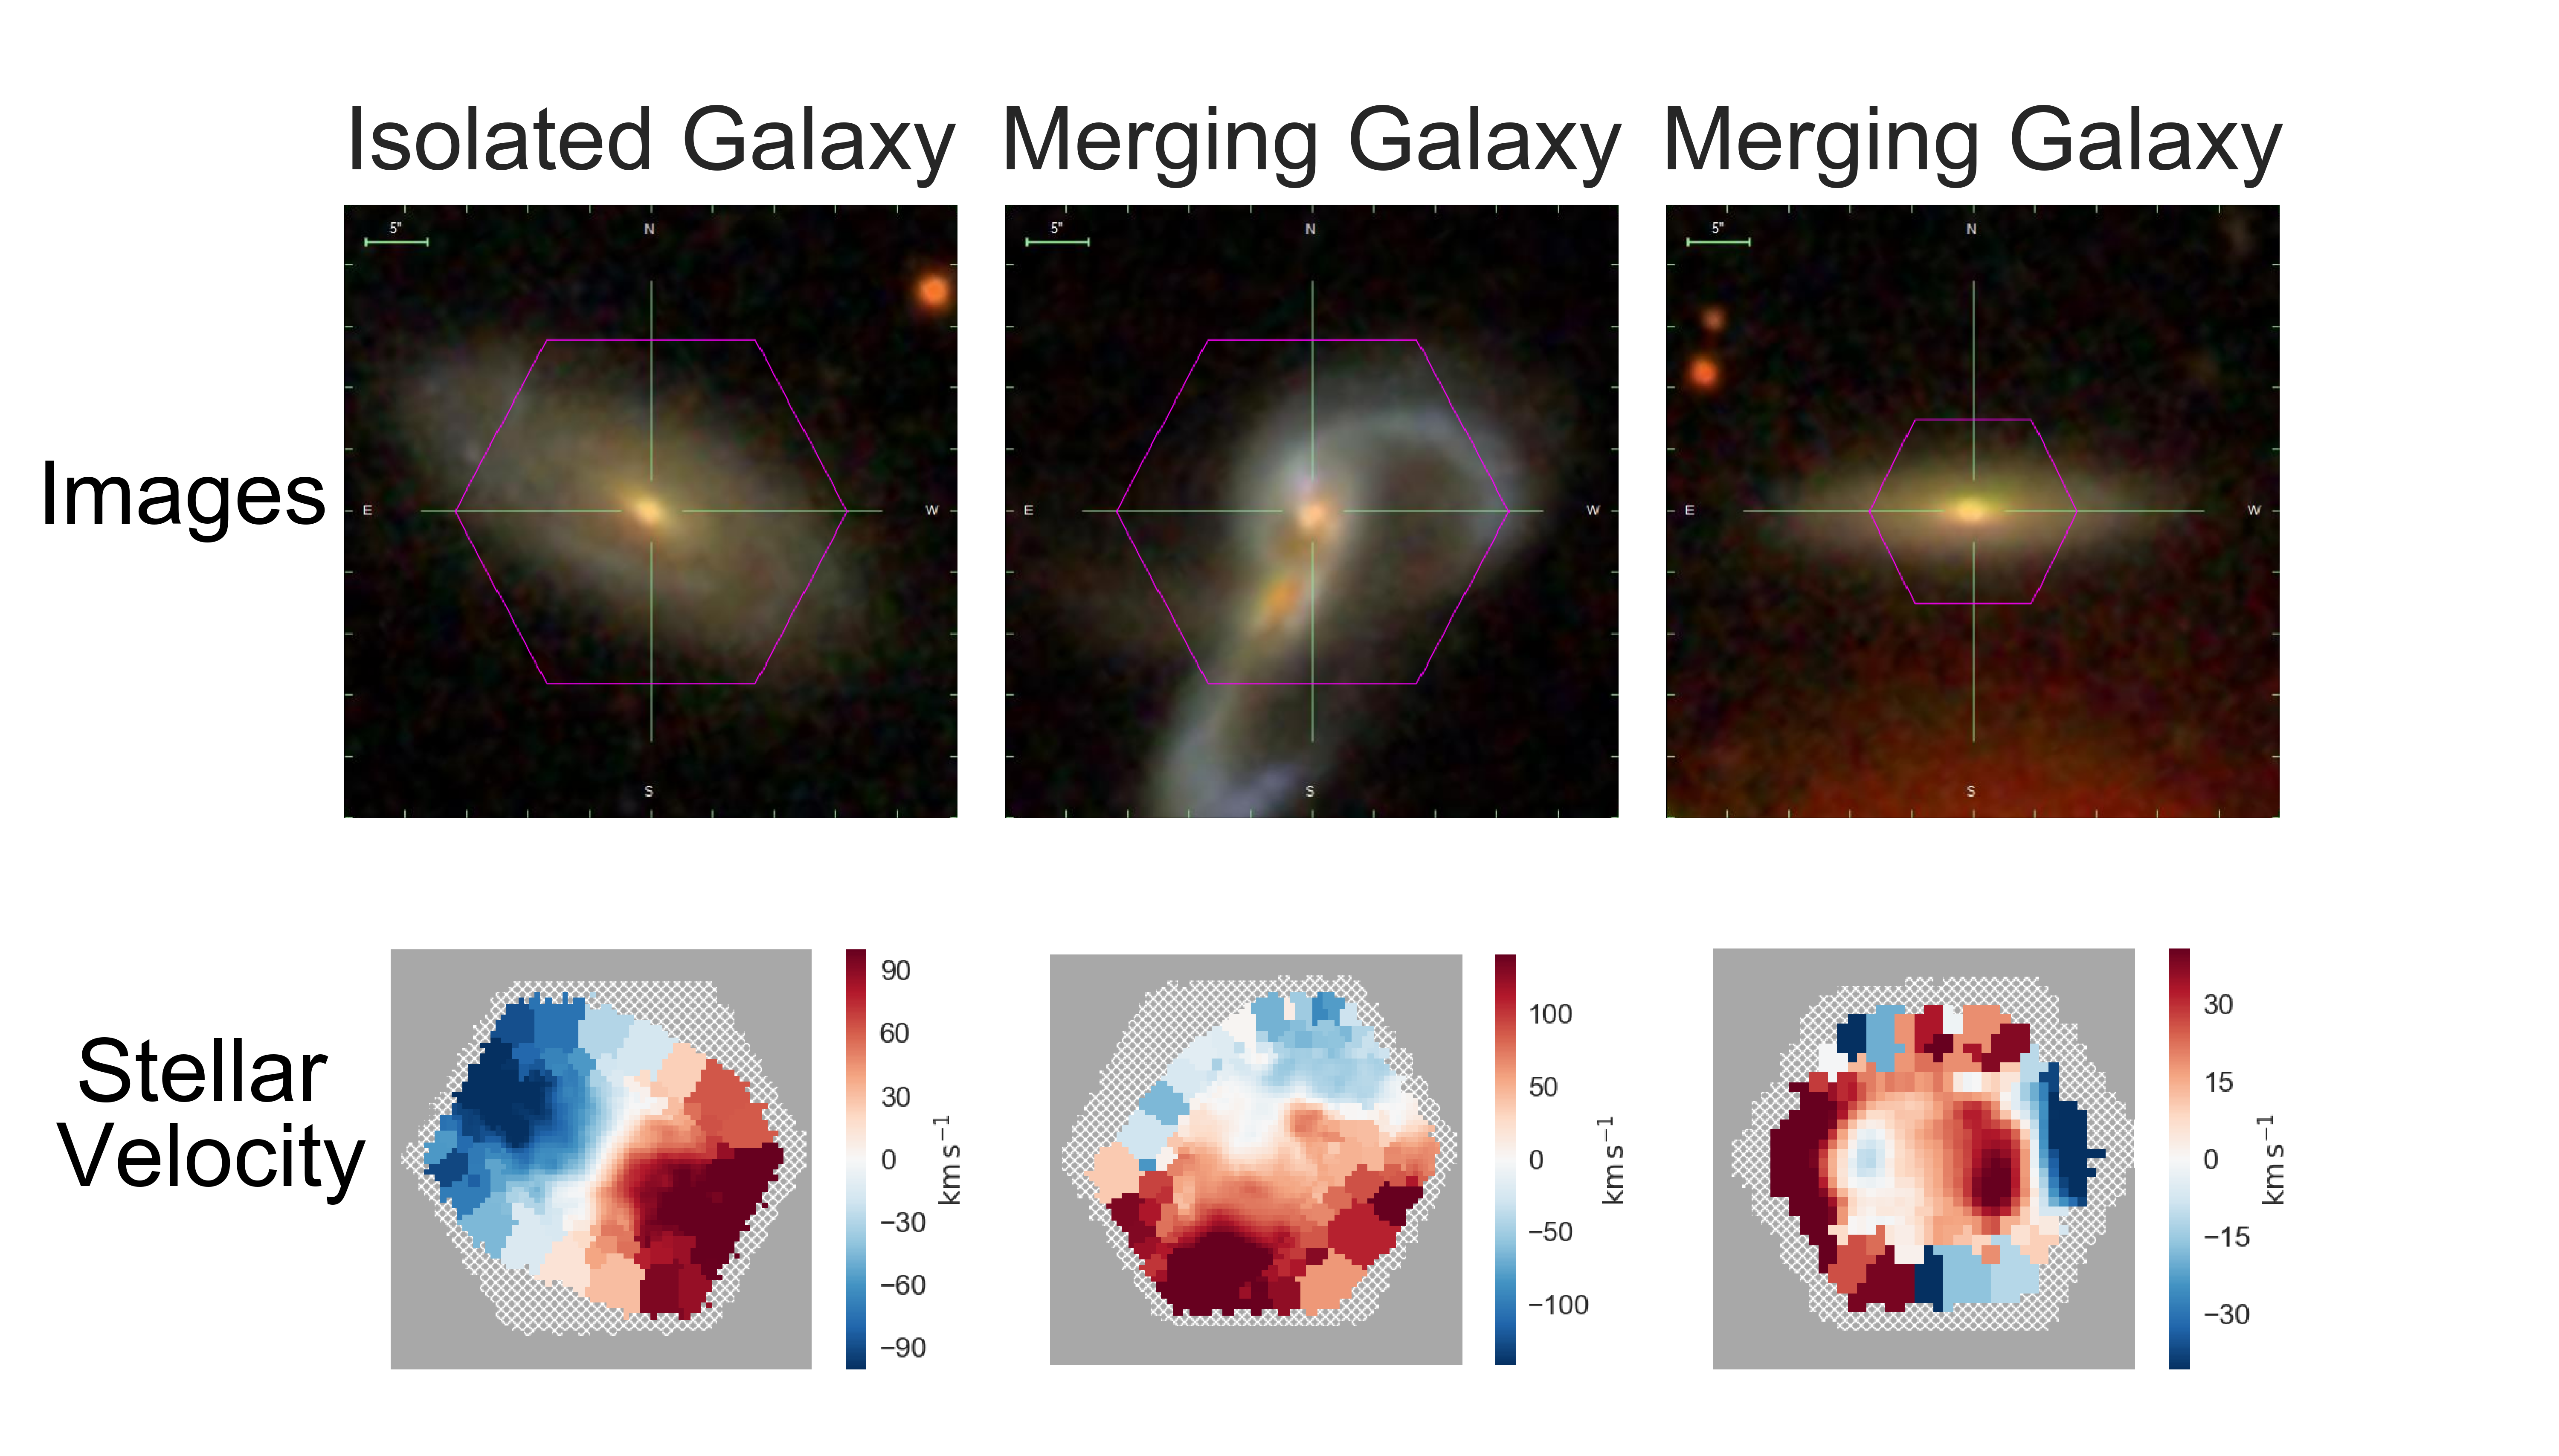 Isolated Galaxy Merging Galaxy Merging Galaxy
Images
5" N E W S
5" N E W S
5" N E W S
Stellar
Velocity
90
60
30
0
−30
−60
−90
km s⁻¹
100
50
0
−50
−100
km s⁻¹
30
15
0
−15
−30
km s⁻¹